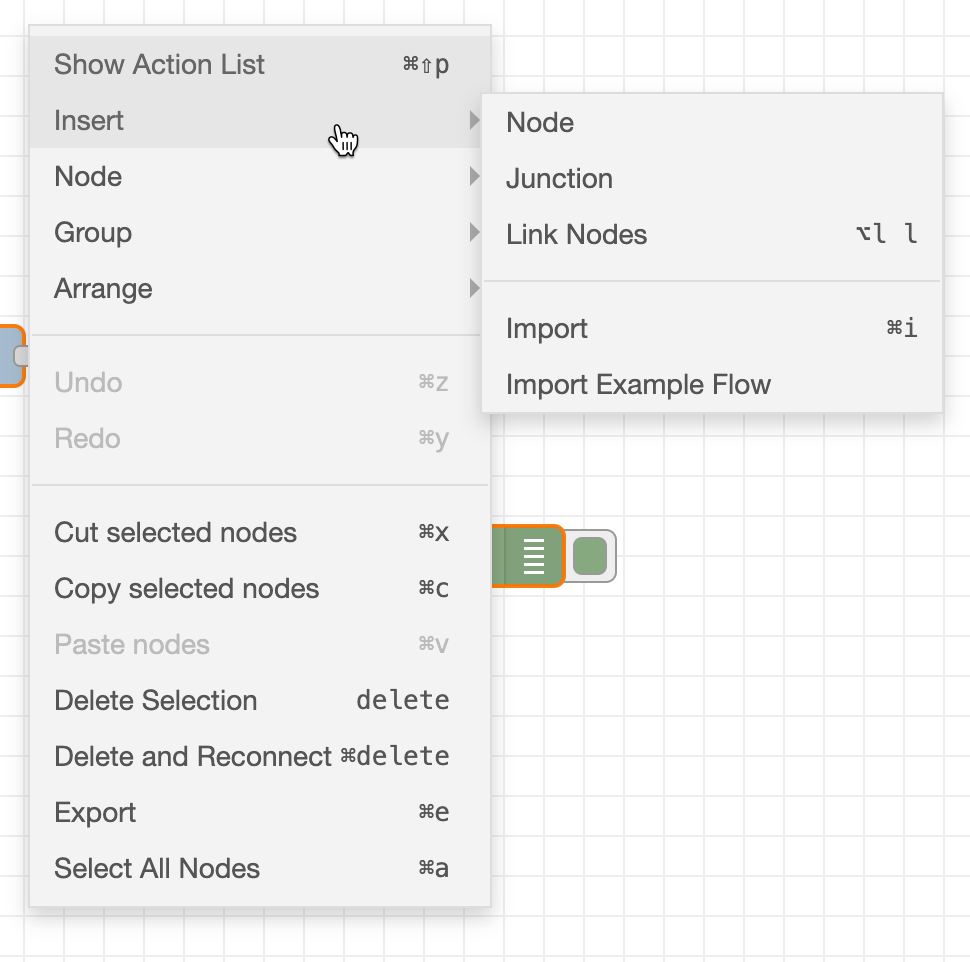 Show Action List ⌘⇧p
Insert
Node
Group
Arrange
Undo ⌘z
Redo ⌘y
Cut selected nodes ⌘x
Copy selected nodes ⌘c
Paste nodes ⌘v
Delete Selection delete
Delete and Reconnect ⌘delete
Export ⌘e
Select All Nodes ⌘a
Node
Junction
Link Nodes ⌥l l
Import ⌘i
Import Example Flow